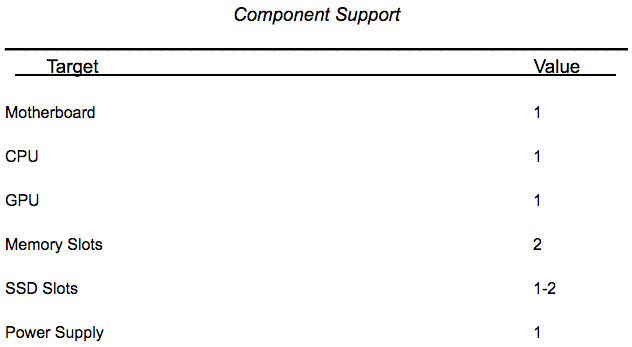 Component Support
Target Value
Motherboard 1
CPU 1
GPU 1
Memory Slots 2
SSD Slots 1-2
Power Supply 1